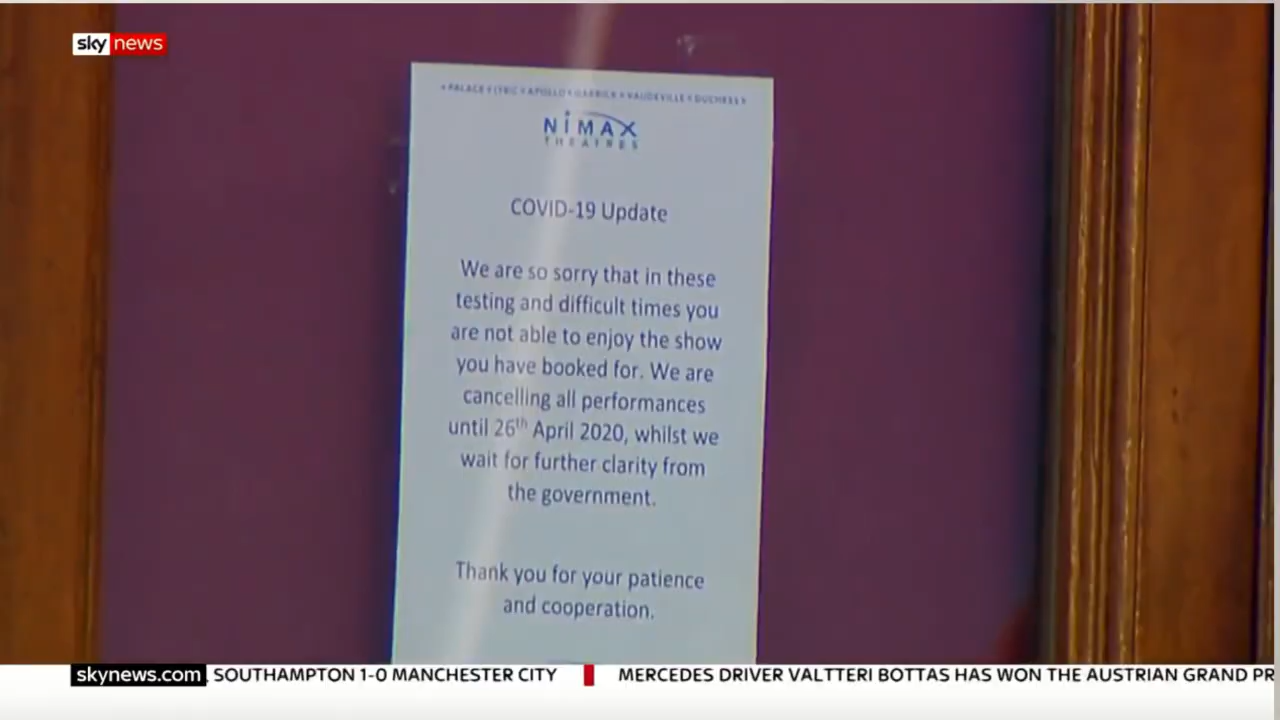 sky news
• PALACE • LYRIC • APOLLO • GARRICK • VAUDEVILLE • DUCHESS •
NIMAX
THEATRES
COVID-19 Update
We are so sorry that in these
testing and difficult times you
are not able to enjoy the show
you have booked for. We are
cancelling all performances
until 26th April 2020, whilst we
wait for further clarity from
the government.
Thank you for your patience
and cooperation.
skynews.com SOUTHAMPTON 1-0 MANCHESTER CITY MERCEDES DRIVER VALTTERI BOTTAS HAS WON THE AUSTRIAN GRAND PR